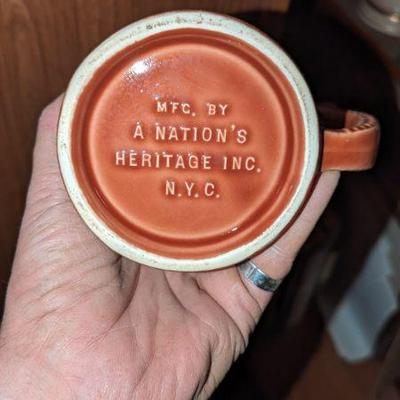 MFG. BY
A NATION'S
HERITAGE INC.
N.Y.C.